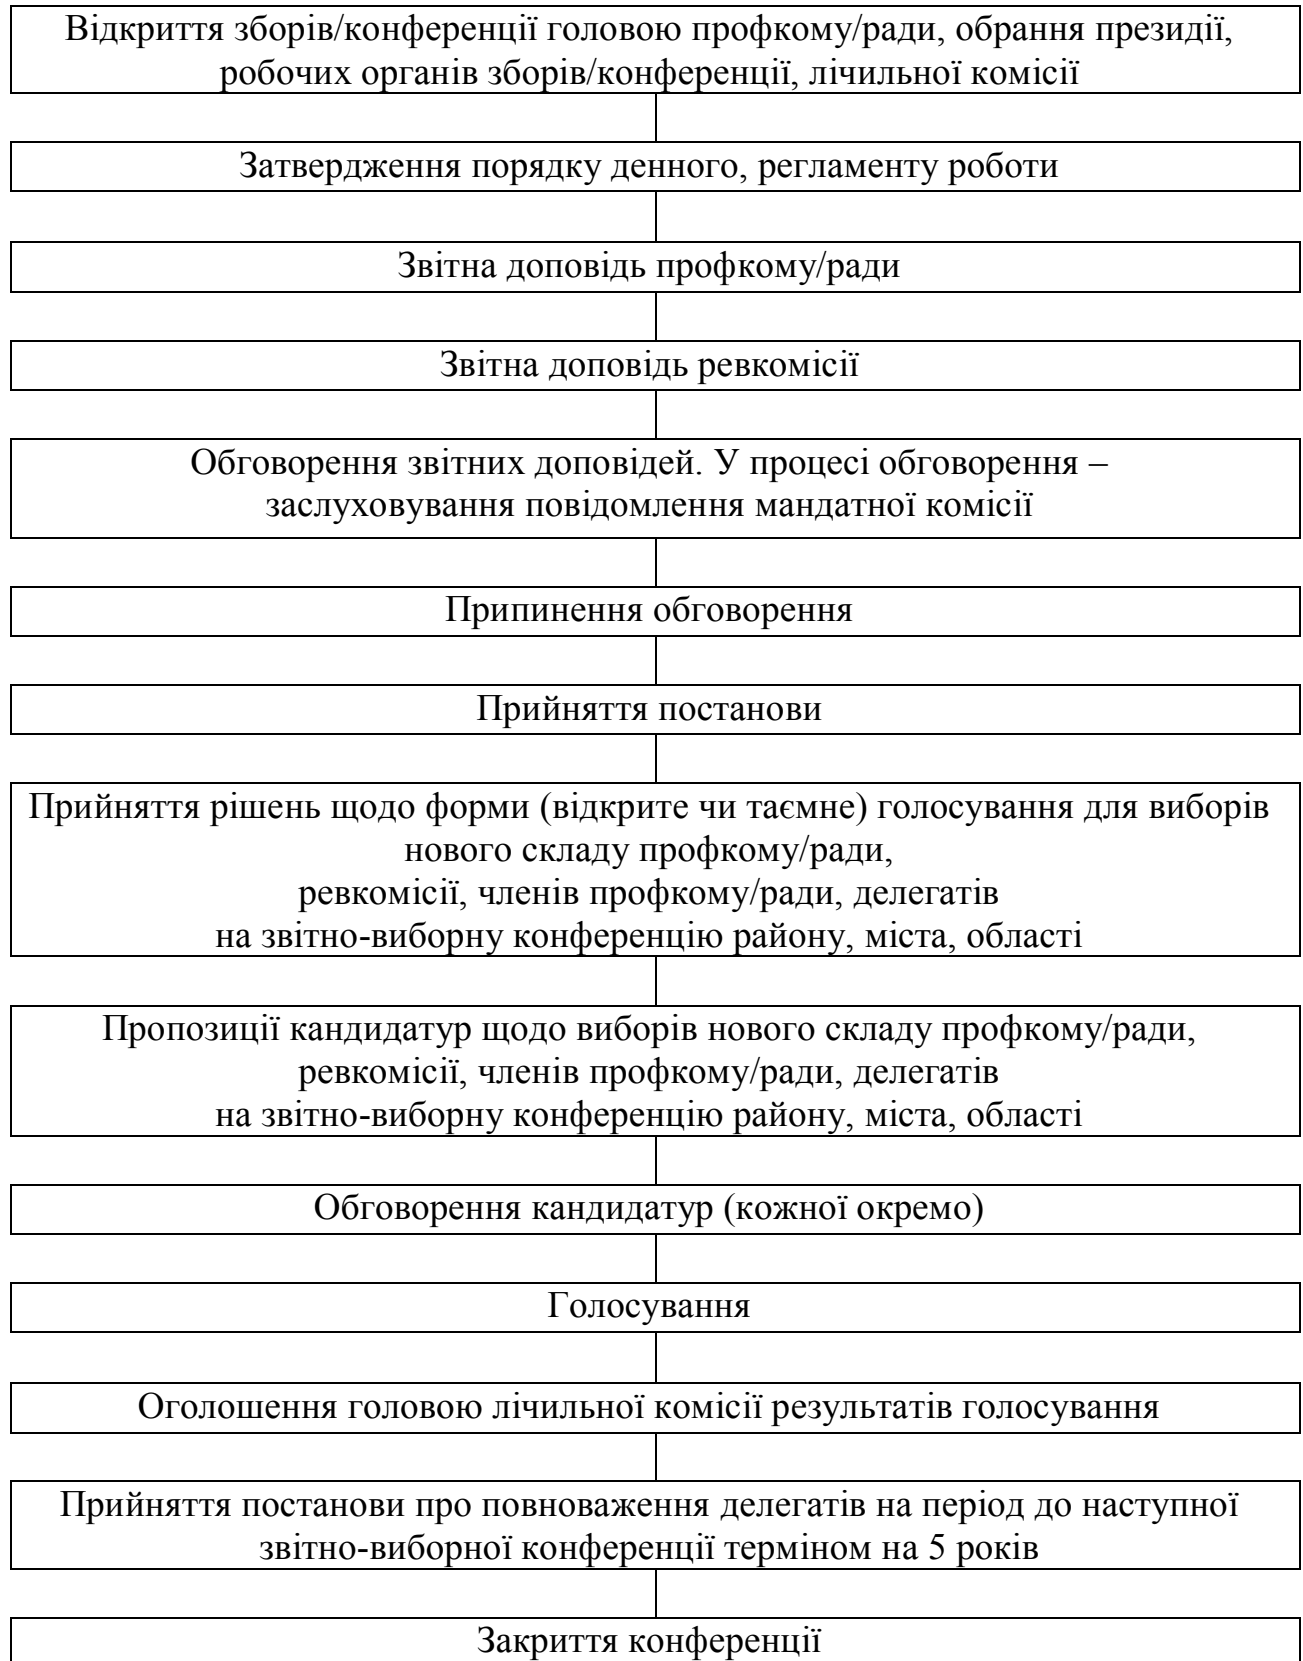 Відкриття зборів/конференції головою профкому/ради, обрання президії,
робочих органів зборів/конференції, лічильної комісії
Затвердження порядку денного, регламенту роботи
Звітна доповідь профкому/ради
Звітна доповідь ревкомісії
Обговорення звітних доповідей. У процесі обговорення –
заслуховування повідомлення мандатної комісії
Припинення обговорення
Прийняття постанови
Прийняття рішень щодо форми (відкрите чи таємне) голосування для виборів
нового складу профкому/ради,
ревкомісії, членів профкому/ради, делегатів
на звітно-виборну конференцію району, міста, області
Пропозиції кандидатур щодо виборів нового складу профкому/ради,
ревкомісії, членів профкому/ради, делегатів
на звітно-виборну конференцію району, міста, області
Обговорення кандидатур (кожної окремо)
Голосування
Оголошення головою лічильної комісії результатів голосування
Прийняття постанови про повноваження делегатів на період до наступної
звітно-виборної конференції терміном на 5 років
Закриття конференції